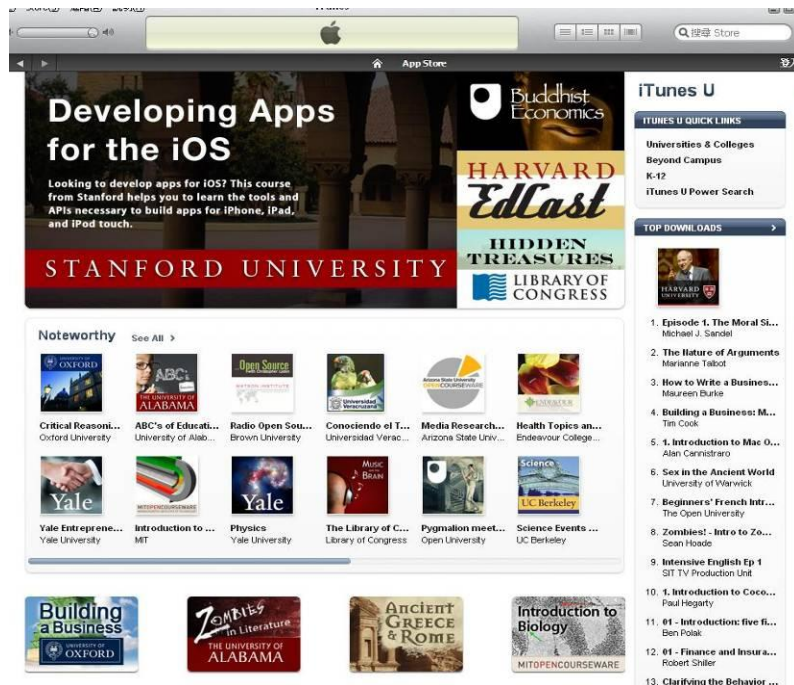 搜尋 Store
App Store
登入
Developing Apps
for the iOS
Looking to develop apps for iOS? This course
from Stanford helps you to learn the tools and
APIs necessary to build apps for iPhone, iPad,
and iPod touch.
STANFORD UNIVERSITY
Buddhist
Economics
HARVARD
EdCast
HIDDEN
TREASURES
LIBRARY OF
CONGRESS
iTunes U
ITUNES U QUICK LINKS
Universities & Colleges
Beyond Campus
K-12
iTunes U Power Search
TOP DOWNLOADS
HARVARD
UNIVERSITY
1. Episode 1. The Moral Si...
Michael J. Sandel
2. The Nature of Arguments
Marianne Talbot
3. How to Write a Busines...
Maureen Burke
4. Building a Business: M...
Tim Cook
5. 1. Introduction to Mac O...
Alan Cannistraro
6. Sex in the Ancient World
University of Warwick
7. Beginners' French Intr...
The Open University
8. Zombies! - Intro to Zo...
Sean Hoade
9. Intensive English Ep 1
SIT TV Production Unit
10. 1. Introduction to Coco...
Paul Hegarty
11. 01 - Introduction: five fi...
Ben Polak
12. 01 - Finance and Insura...
Robert Shiller
13. Clarifying the Behavior ...
Noteworthy See All
UNIVERSITY OF
OXFORD
ABC's
THE UNIVERSITY OF
ALABAMA
Open Source
Universidad
Veracruzana
Arizona State University
OPENCOURSEWARE
ENDEAVOUR
Critical Reasoni...
Oxford University
ABC's of Educati...
University of Alab...
Radio Open Sou...
Brown University
Conociendo el T...
Universidad Verac...
Media Research...
Arizona State Univ...
Health Topics an...
Endeavour College...
Yale
MITOPENCOURSEWARE
Yale
MUSIC
AND THE
BRAIN
Science
UC Berkeley
Yale Entreprene...
Yale University
Introduction to ...
MIT
Physics
Yale University
The Library of C...
Library of Congress
Pygmalion meet...
Open University
Science Events ...
UC Berkeley
Building
a Business
UNIVERSITY OF
OXFORD
ZOMBIES
in Literature
THE UNIVERSITY OF
ALABAMA
ANCIENT
GREECE
& ROME
Introduction to
Biology
MITOPENCOURSEWARE